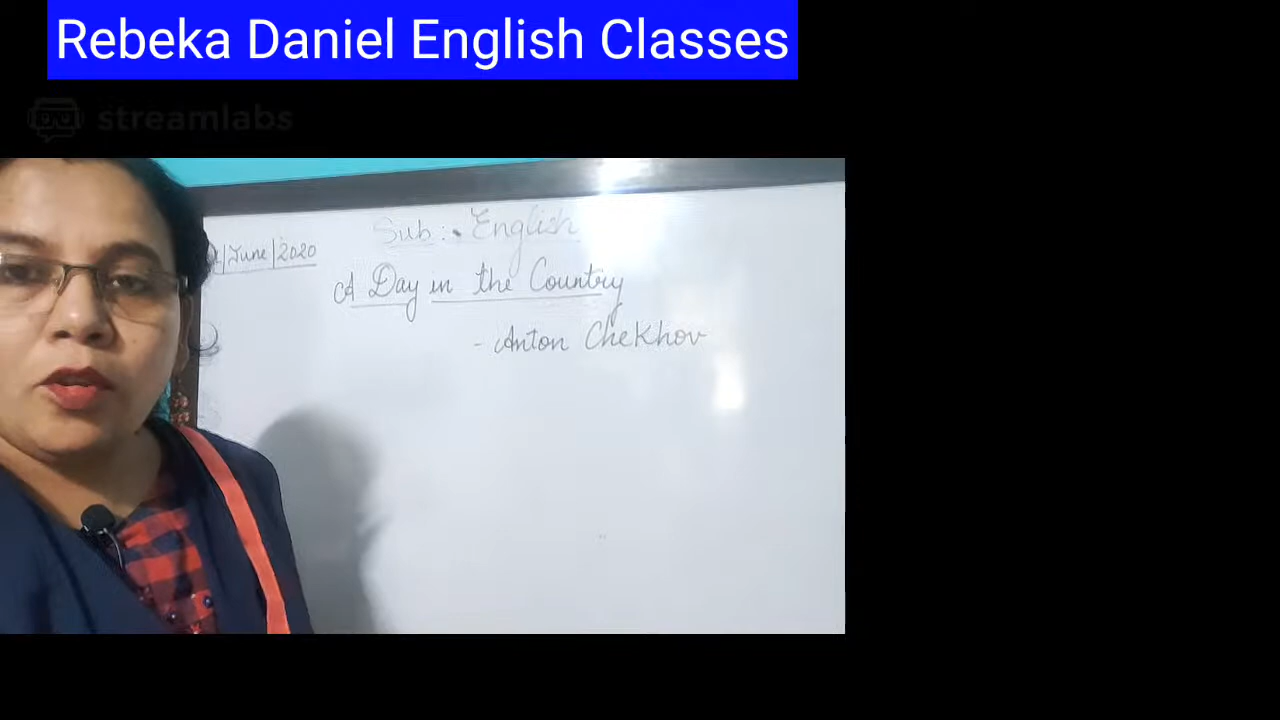 Rebeka Daniel English Classes
streamlabs
Sub:- English
June|2020
A Day in the Country
- Anton Chekhov